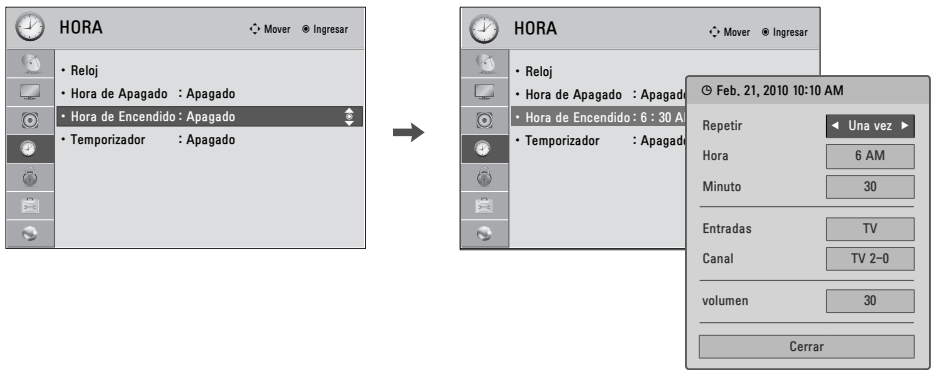 HORA
Mover Ingresar
• Reloj
• Hora de Apagado : Apagado
• Hora de Encendido : Apagado
• Temporizador : Apagado
HORA
Mover Ingresar
• Reloj
• Hora de Apagado : Apagad
• Hora de Encendido : 6 : 30 A
• Temporizador : Apagad
Feb. 21, 2010 10:10 AM
Repetir ◄ Una vez ►
Hora 6 AM
Minuto 30
Entradas TV
Canal TV 2-0
volumen 30
Cerrar